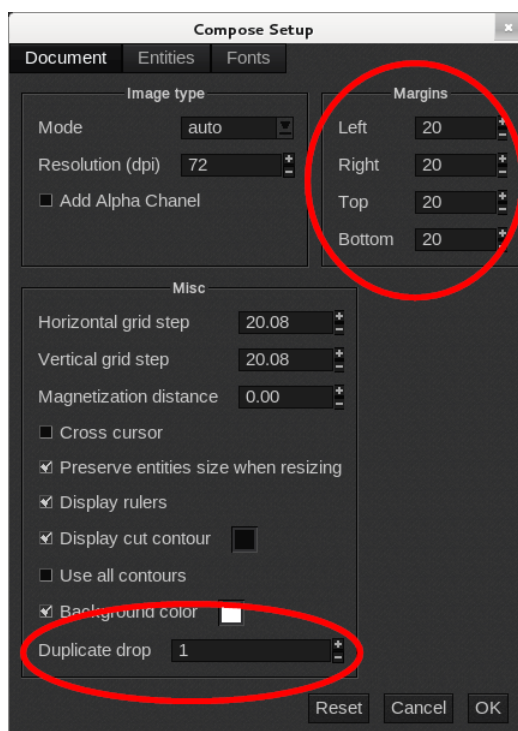 Compose Setup
Document Entities Fonts
Image type
Mode auto
Resolution (dpi) 72
Add Alpha Chanel
Margins
Left 20
Right 20
Top 20
Bottom 20
Misc
Horizontal grid step 20.08
Vertical grid step 20.08
Magnetization distance 0.00
Cross cursor
Preserve entities size when resizing
Display rulers
Display cut contour
Use all contours
Background color
Duplicate drop 1
Reset Cancel OK